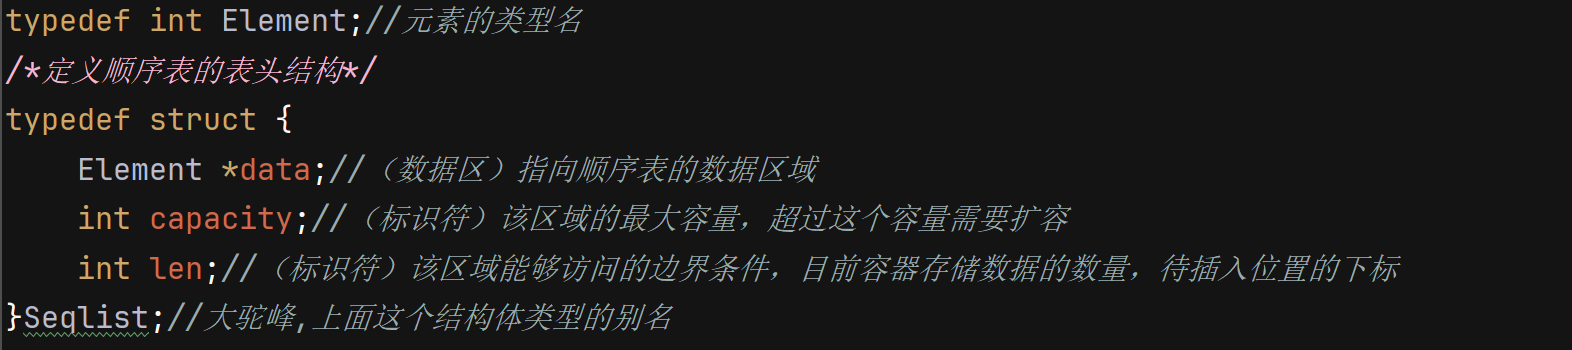 typedef int Element;//元素的类型名
/*定义顺序表的表头结构*/
typedef struct {
    Element *data;//（数据区）指向顺序表的数据区域
    int capacity;//（标识符）该区域的最大容量，超过这个容量需要扩容
    int len;//（标识符）该区域能够访问的边界条件，目前容器存储数据的数量，待插入位置的下标
}Seqlist;//大驼峰,上面这个结构体类型的别名